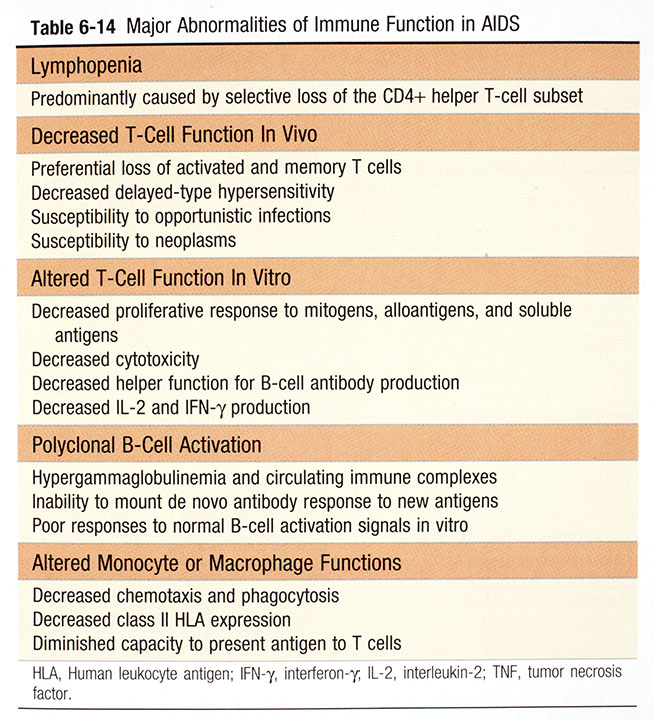 Table 6-14 Major Abnormalities of Immune Function in AIDS
Lymphopenia
Predominantly caused by selective loss of the CD4+ helper T-cell subset
Decreased T-Cell Function In Vivo
Preferential loss of activated and memory T cells
Decreased delayed-type hypersensitivity
Susceptibility to opportunistic infections
Susceptibility to neoplasms
Altered T-Cell Function In Vitro
Decreased proliferative response to mitogens, alloantigens, and soluble
antigens
Decreased cytotoxicity
Decreased helper function for B-cell antibody production
Decreased IL-2 and IFN-γ production
Polyclonal B-Cell Activation
Hypergammaglobulinemia and circulating immune complexes
Inability to mount de novo antibody response to new antigens
Poor responses to normal B-cell activation signals in vitro
Altered Monocyte or Macrophage Functions
Decreased chemotaxis and phagocytosis
Decreased class II HLA expression
Diminished capacity to present antigen to T cells
HLA, Human leukocyte antigen; IFN-γ, interferon-γ; IL-2, interleukin-2; TNF, tumor necrosis
factor.